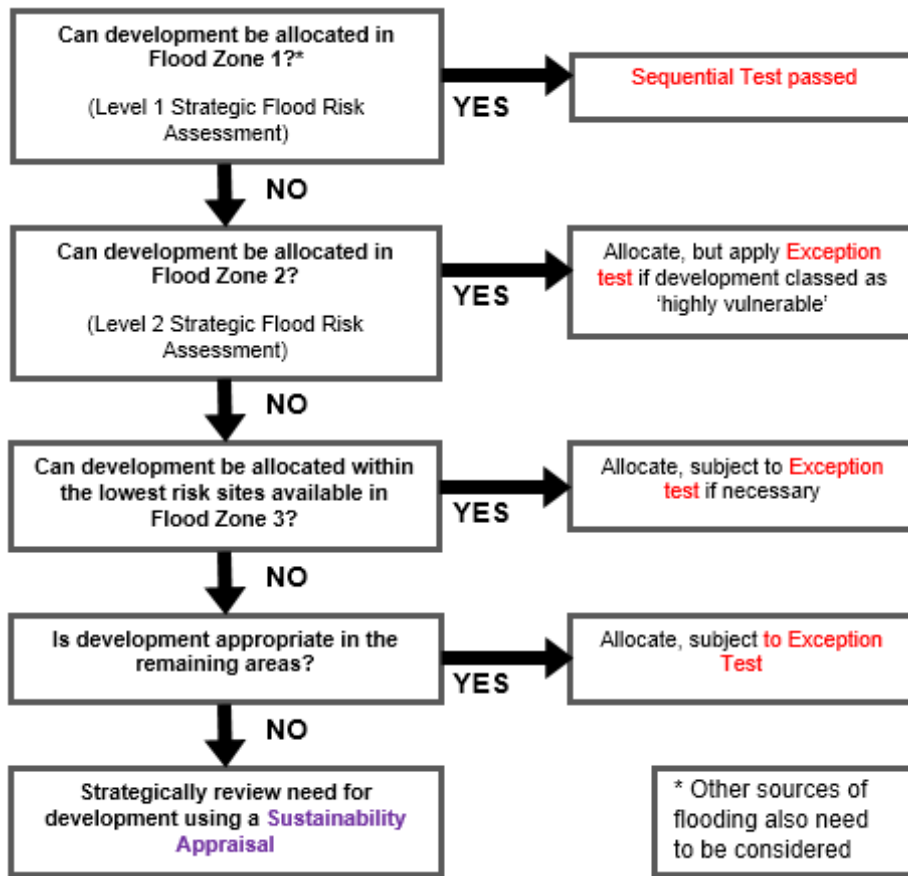 Can development be allocated in
Flood Zone 1?*
(Level 1 Strategic Flood Risk
Assessment)
YES
Sequential Test passed
NO
Can development be allocated in
Flood Zone 2?
(Level 2 Strategic Flood Risk
Assessment)
YES
Allocate, but apply Exception
test if development classed as
‘highly vulnerable’
NO
Can development be allocated within
the lowest risk sites available in
Flood Zone 3?
YES
Allocate, subject to Exception
test if necessary
NO
Is development appropriate in the
remaining areas?
YES
Allocate, subject to Exception
Test
NO
Strategically review need for
development using a Sustainability
Appraisal
* Other sources of
flooding also need
to be considered